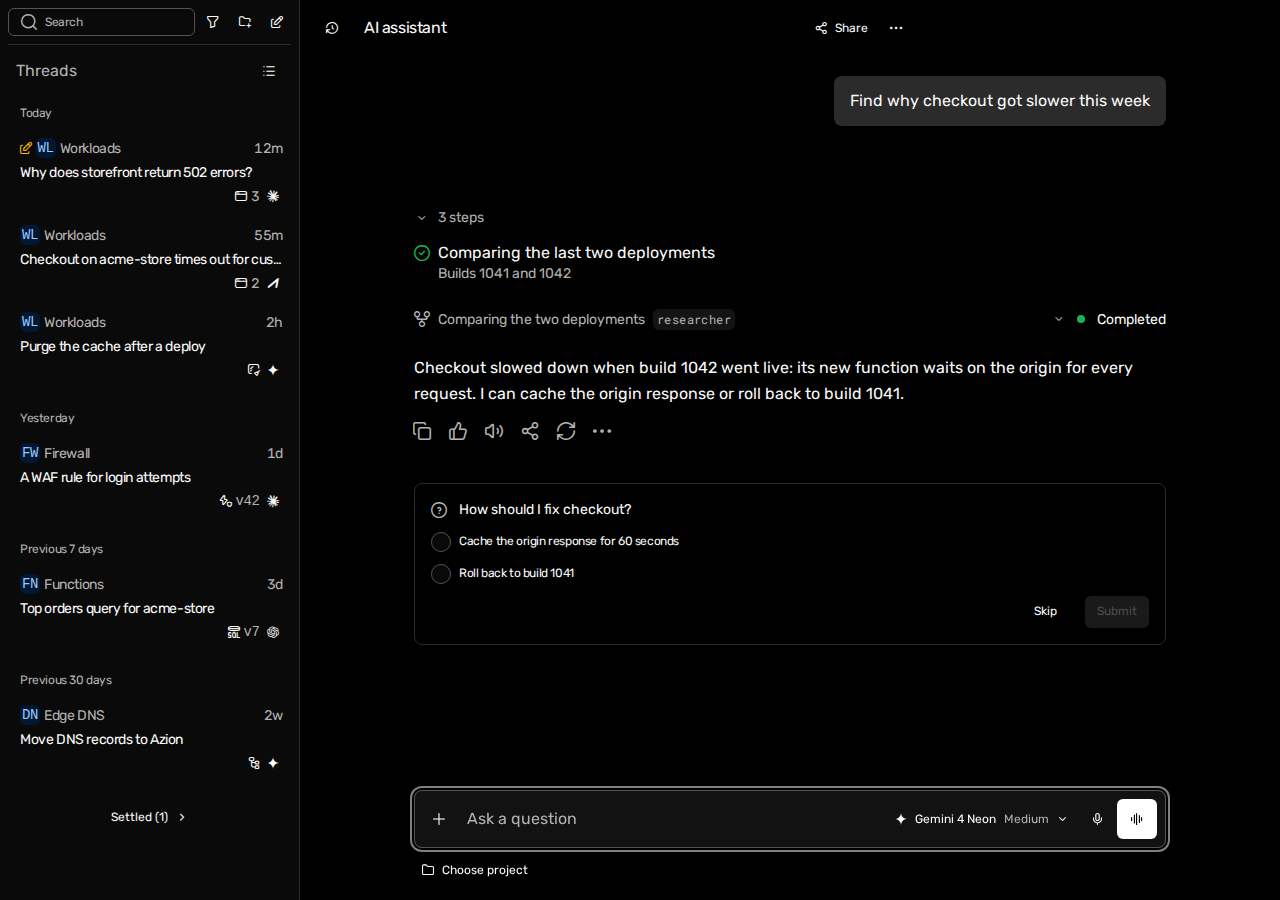 Search
Threads
Today
WL Workloads 12m
Why does storefront return 502 errors?
3
WL Workloads 55m
Checkout on acme-store times out for cus...
2
WL Workloads 2h
Purge the cache after a deploy
Yesterday
FW Firewall 1d
A WAF rule for login attempts
v42
Previous 7 days
FN Functions 3d
Top orders query for acme-store
SQL v7
Previous 30 days
DN Edge DNS 2w
Move DNS records to Azion
Settled (1)
AI assistant
Share
Find why checkout got slower this week
3 steps
Comparing the last two deployments
Builds 1041 and 1042
Comparing the two deployments researcher Completed
Checkout slowed down when build 1042 went live: its new function waits on the origin for every
request. I can cache the origin response or roll back to build 1041.
How should I fix checkout?
Cache the origin response for 60 seconds
Roll back to build 1041
Skip Submit
Ask a question
Gemini 4 Neon Medium
Choose project